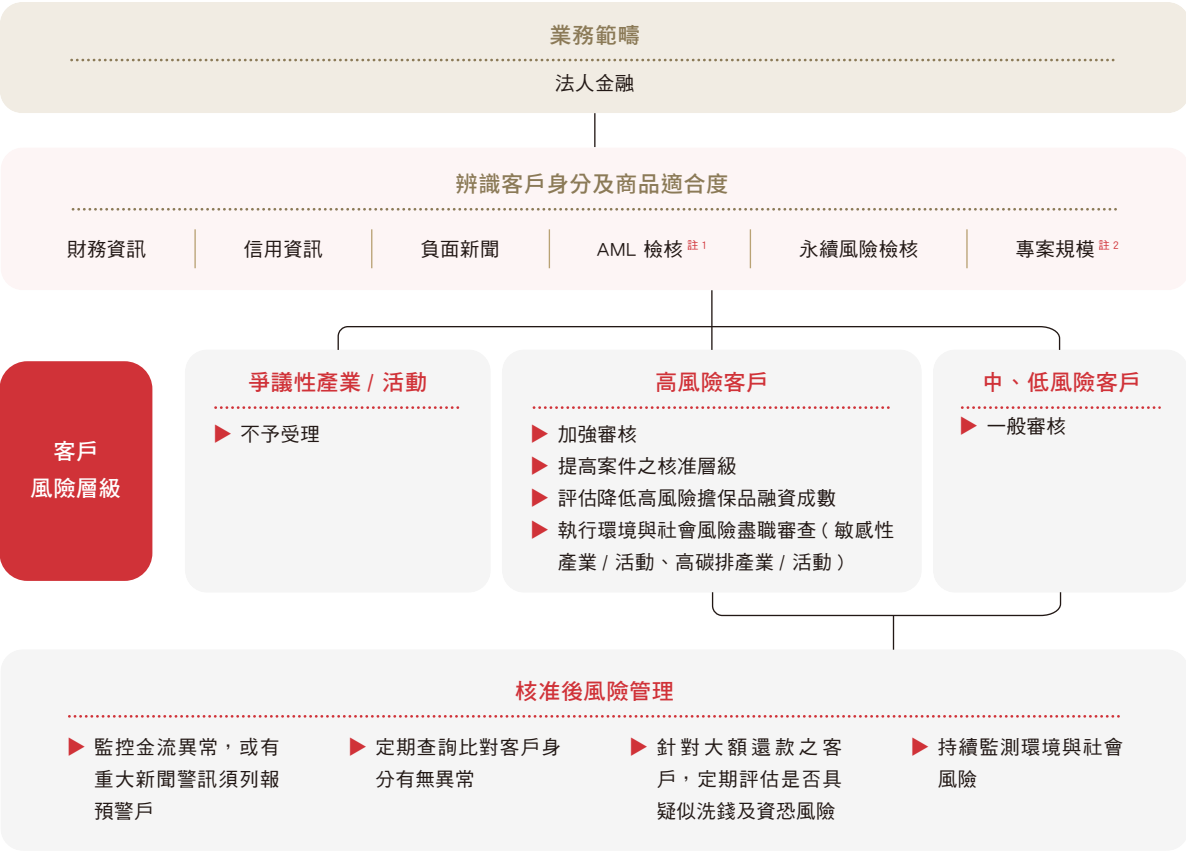 業務範疇
法人金融
辨識客戶身分及商品適合度
財務資訊
信用資訊
負面新聞
AML 檢核 註 1
永續風險檢核
專案規模 註 2
客戶
風險層級
爭議性產業 / 活動
▶ 不予受理
高風險客戶
▶ 加強審核
▶ 提高案件之核准層級
▶ 評估降低高風險擔保品融資成數
▶ 執行環境與社會風險盡職審查 ( 敏感性
產業 / 活動、高碳排產業 / 活動 )
中、低風險客戶
▶ 一般審核
核准後風險管理
▶ 監控金流異常，或有
重大新聞警訊須列報
預警戶
▶ 定期查詢比對客戶身
分有無異常
▶ 針對大額還款之客
戶，定期評估是否具
疑似洗錢及資恐風險
▶ 持續監測環境與社會
風險